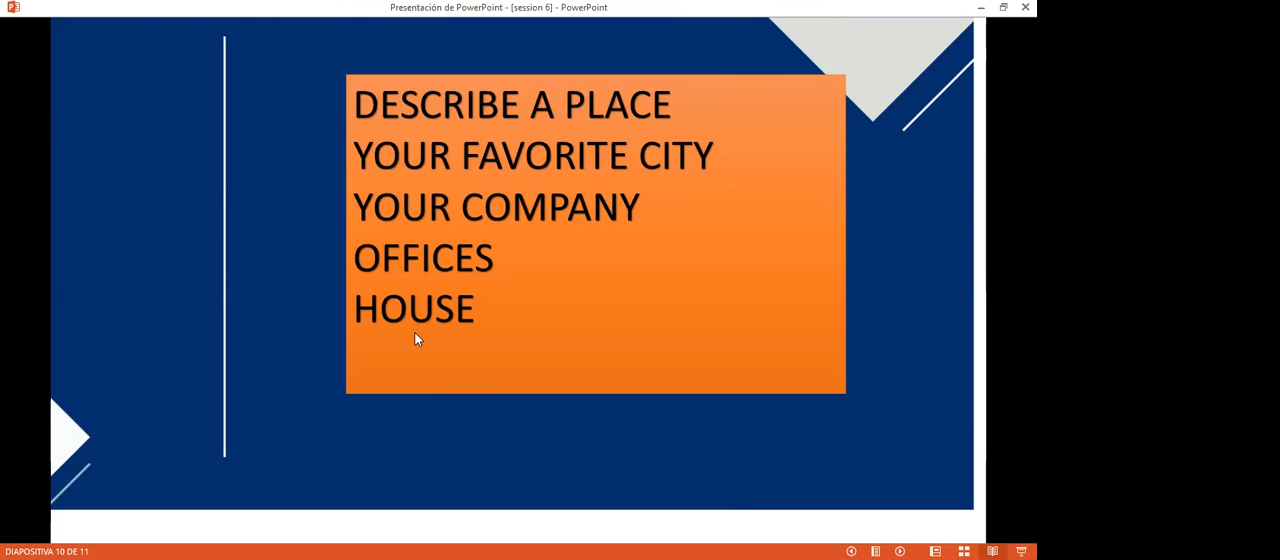 Presentación de PowerPoint - [session 6] - PowerPoint
DESCRIBE A PLACE
YOUR FAVORITE CITY
YOUR COMPANY
OFFICES
HOUSE
DIAPOSITIVA 10 DE 11